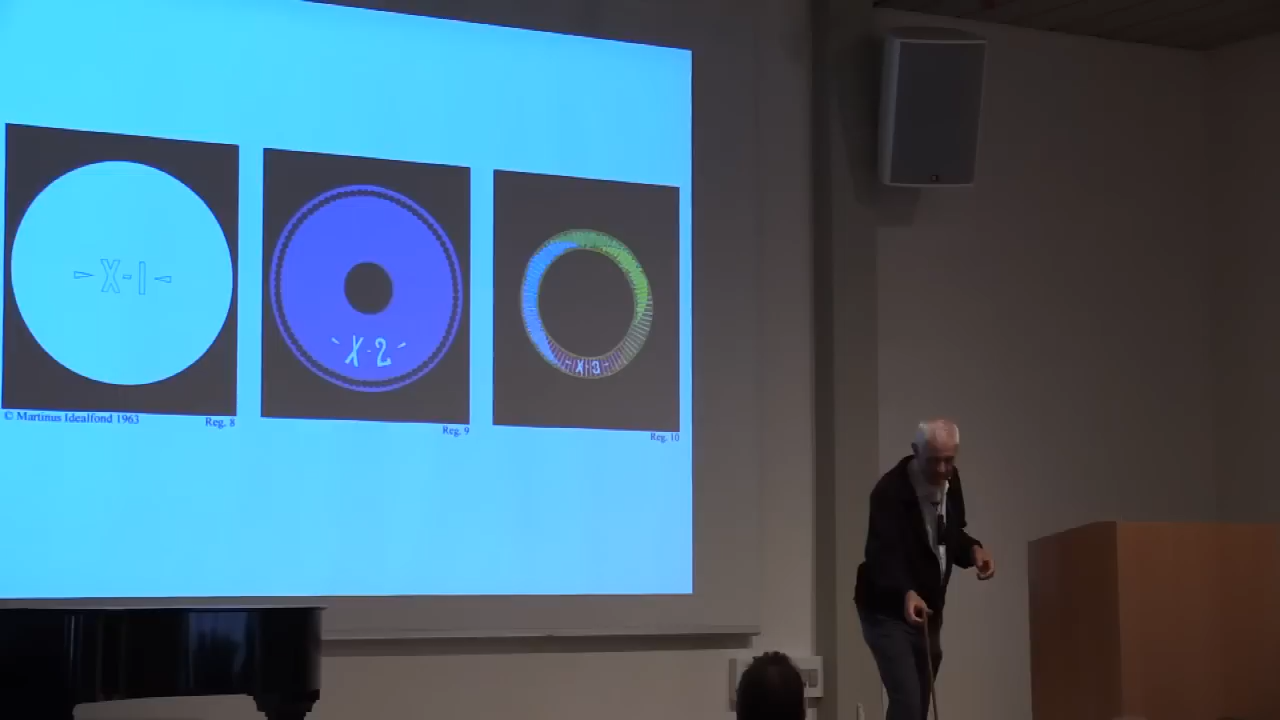 X-1
X-2
X-3
© Martinus Idealfond 1963
Reg. 8
Reg. 9
Reg. 10